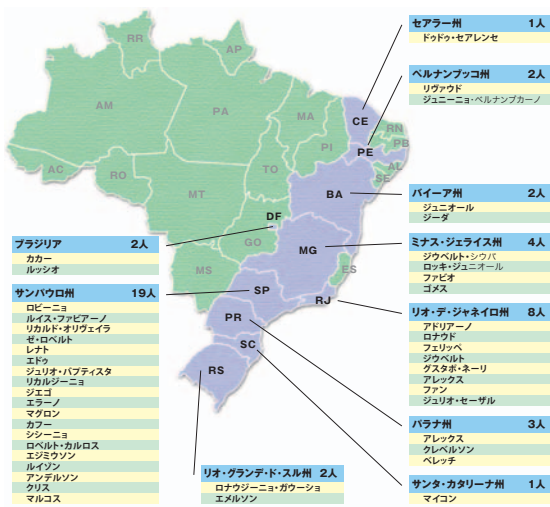 セアラー州 1人
ドゥドゥ・セアレンセ
ペルナンブッコ州 2人
リヴァウド
ジュニーニョ・ペルナンブカーノ
バイーア州 2人
ジュニオール
ジーダ
ミナス・ジェライス州 4人
ジウベルト・シウバ
ロッキ・ジュニオール
ファビオ
ゴメス
リオ・デ・ジャネイロ州 8人
アドリアーノ
ロナウド
フェリッペ
ジウベルト
グスタボ・ネーリ
アレックス
ファン
ジュリオ・セーザル
パラナ州 3人
アレックス
クレベルソン
ベレッチ
サンタ・カタリーナ州 1人
マイコン
リオ・グランデ・ド・スル州 2人
ロナウジーニョ・ガウーショ
エメルソン
ブラジリア 2人
カカー
ルッシオ
サンパウロ州 19人
ロビーニョ
ルイス・ファビアーノ
リカルド・オリヴェイラ
ゼ・ロベルト
レナト
エドゥ
ジュリオ・バプティスタ
リカルジーニョ
ジエゴ
エラーノ
マグロン
カフー
シシーニョ
ロベルト・カルロス
エジミウソン
ルイゾン
アンデルソン
クリス
マルコス
RR
AP
AM
PA
MA
CE
RN
PB
PI
PE
AL
SE
AC
RO
TO
BA
MT
DF
GO
MG
ES
MS
SP
RJ
PR
SC
RS